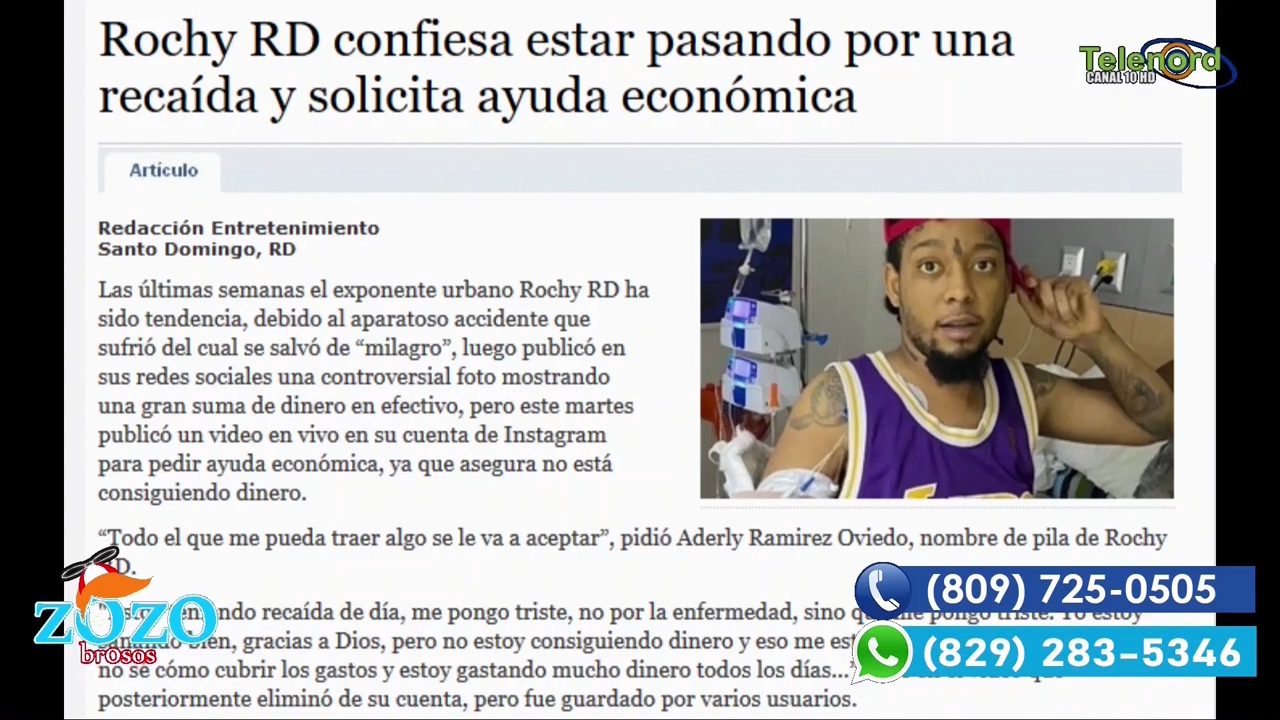 Rochy RD confiesa estar pasando por una
recaída y solicita ayuda económica
Telenord
CANAL 10 HD
Artículo
Redacción Entretenimiento
Santo Domingo, RD
Las últimas semanas el exponente urbano Rochy RD ha
sido tendencia, debido al aparatoso accidente que
sufrió del cual se salvó de “milagro”, luego publicó en
sus redes sociales una controversial foto mostrando
una gran suma de dinero en efectivo, pero este martes
publicó un video en vivo en su cuenta de Instagram
para pedir ayuda económica, ya que asegura no está
consiguiendo dinero.
“Todo el que me pueda traer algo se le va a aceptar”, pidió Aderly Ramirez Oviedo, nombre de pila de Rochy
recaída de día, me pongo triste, no por la enfermedad, sino pongo triste. Yo estoy
bien, gracias a Dios, pero no estoy consiguiendo dinero y eso me
no sé cómo cubrir los gastos y estoy gastando mucho dinero todos los días...
posteriormente eliminó de su cuenta, pero fue guardado por varios usuarios.
ZOZO
brosos
(809) 725-0505
(829) 283-5346